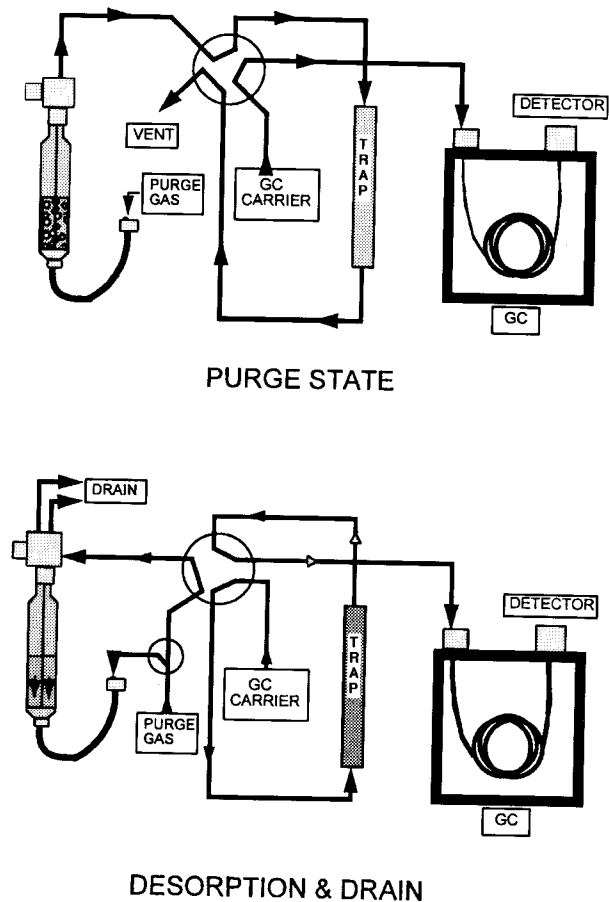 DETECTOR
VENT
TRAP
PURGE
GAS
GC
CARRIER
GC
PURGE STATE
DRAIN
DETECTOR
TRAP
GC
CARRIER
PURGE
GAS
GC
DESORPTION & DRAIN